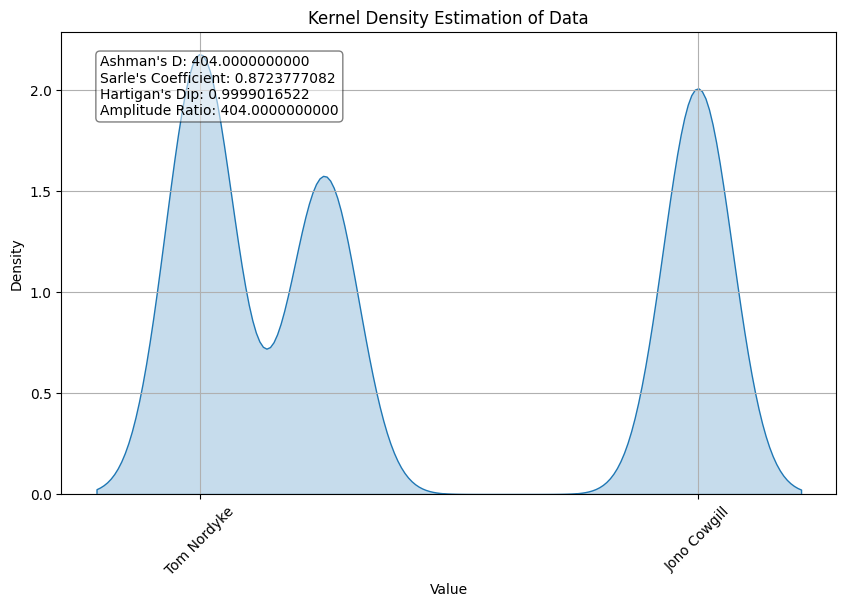 Kernel Density Estimation of Data
Ashman's D: 404.0000000000
Sarle's Coefficient: 0.8723777082
Hartigan's Dip: 0.9999016522
Amplitude Ratio: 404.0000000000
Density
2.0
1.5
1.0
0.5
0.0
Tom Nordyke
Jono Cowgill
Value